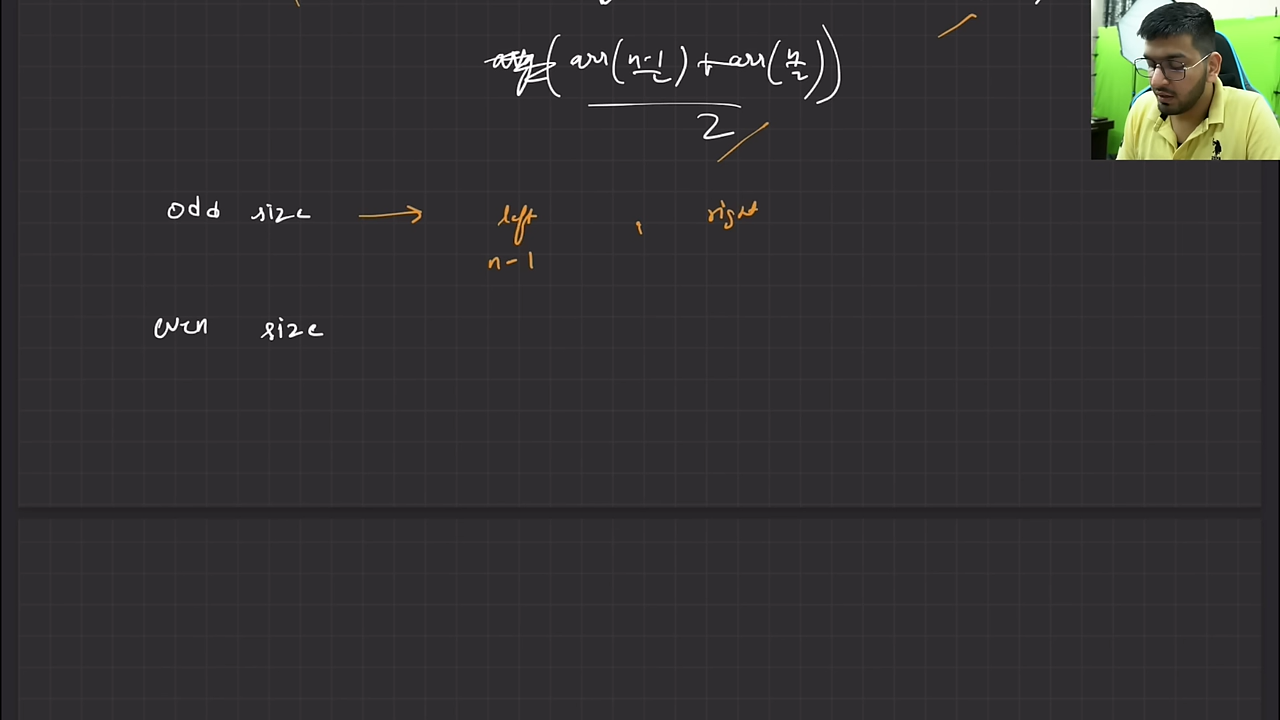 (arr(n-1/2) + arr(n/2))
2
odd size → left , right
n-1
even size